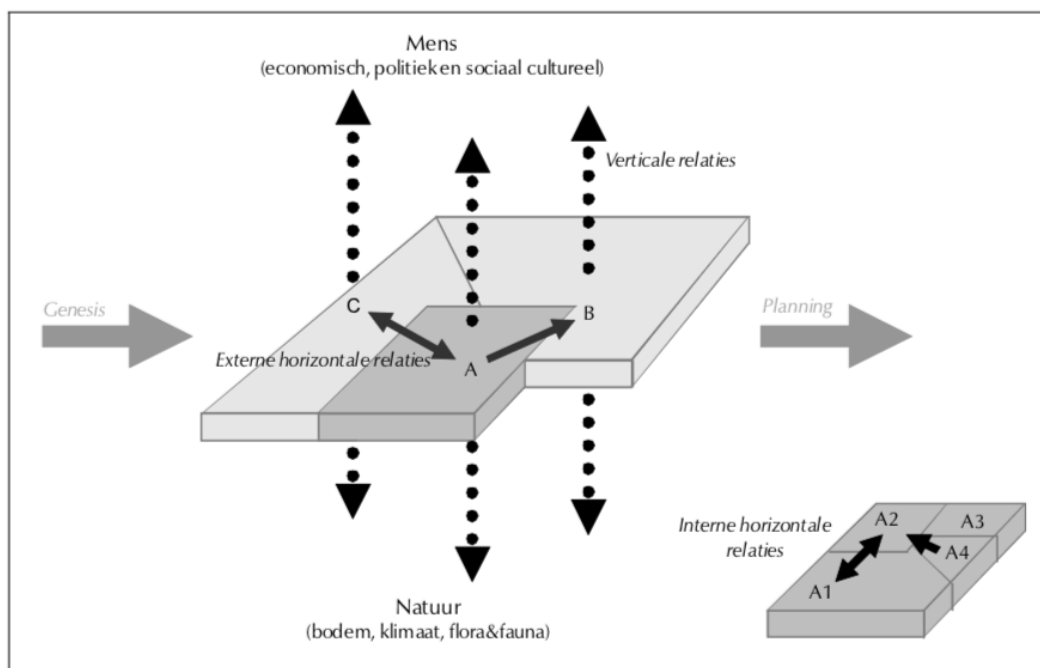 Mens
(economisch, politiek en sociaal cultureel)
Verticale relaties
Genesis
C
B
Planning
Externe horizontale relaties
A
Interne horizontale
relaties
A2
A3
A4
A1
Natuur
(bodem, klimaat, flora&fauna)